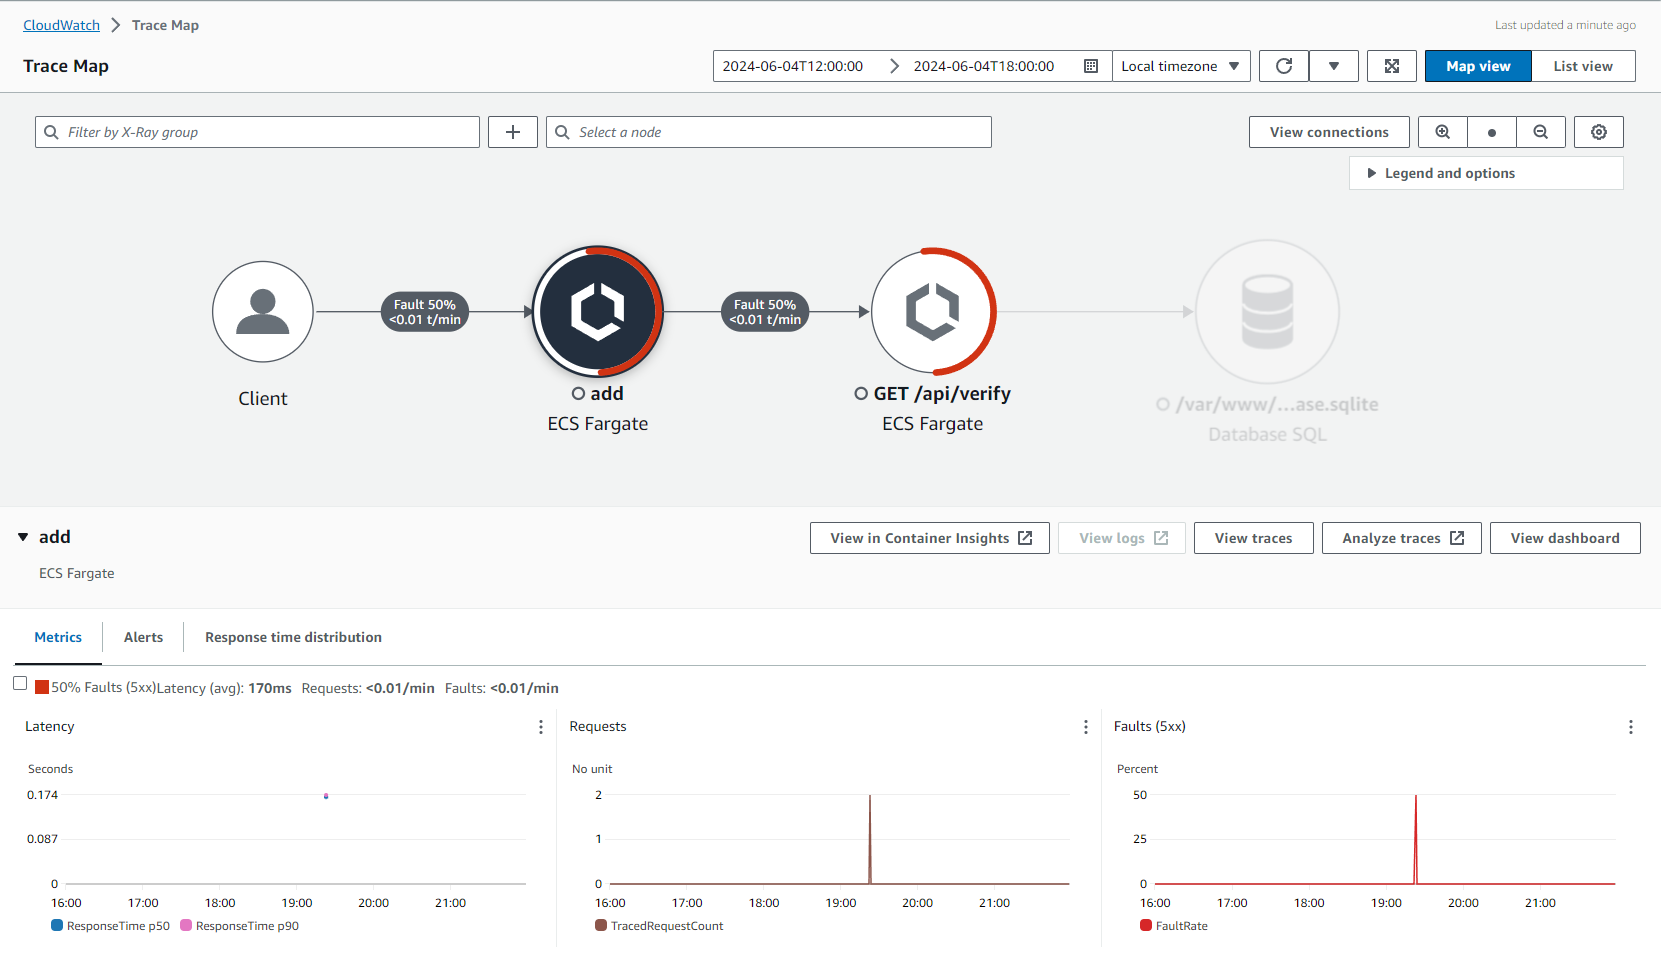 CloudWatch > Trace Map
Last updated a minute ago
Trace Map
2024-06-04T12:00:00 > 2024-06-04T18:00:00
Local timezone
Map view
List view
Filter by X-Ray group
+
Select a node
View connections
Legend and options
Fault 50%
<0.01 t/min
Fault 50%
<0.01 t/min
Client
add
ECS Fargate
GET /api/verify
ECS Fargate
/var/www/...ase.sqlite
Database SQL
add
ECS Fargate
View in Container Insights
View logs
View traces
Analyze traces
View dashboard
Metrics
Alerts
Response time distribution
50% Faults (5xx)Latency (avg): 170ms Requests: <0.01/min Faults: <0.01/min
Latency
Seconds
0.174
0.087
0
16:00 17:00 18:00 19:00 20:00 21:00
ResponseTime p50 ResponseTime p90
Requests
No unit
2
1
0
16:00 17:00 18:00 19:00 20:00 21:00
TracedRequestCount
Faults (5xx)
Percent
50
25
0
16:00 17:00 18:00 19:00 20:00 21:00
FaultRate